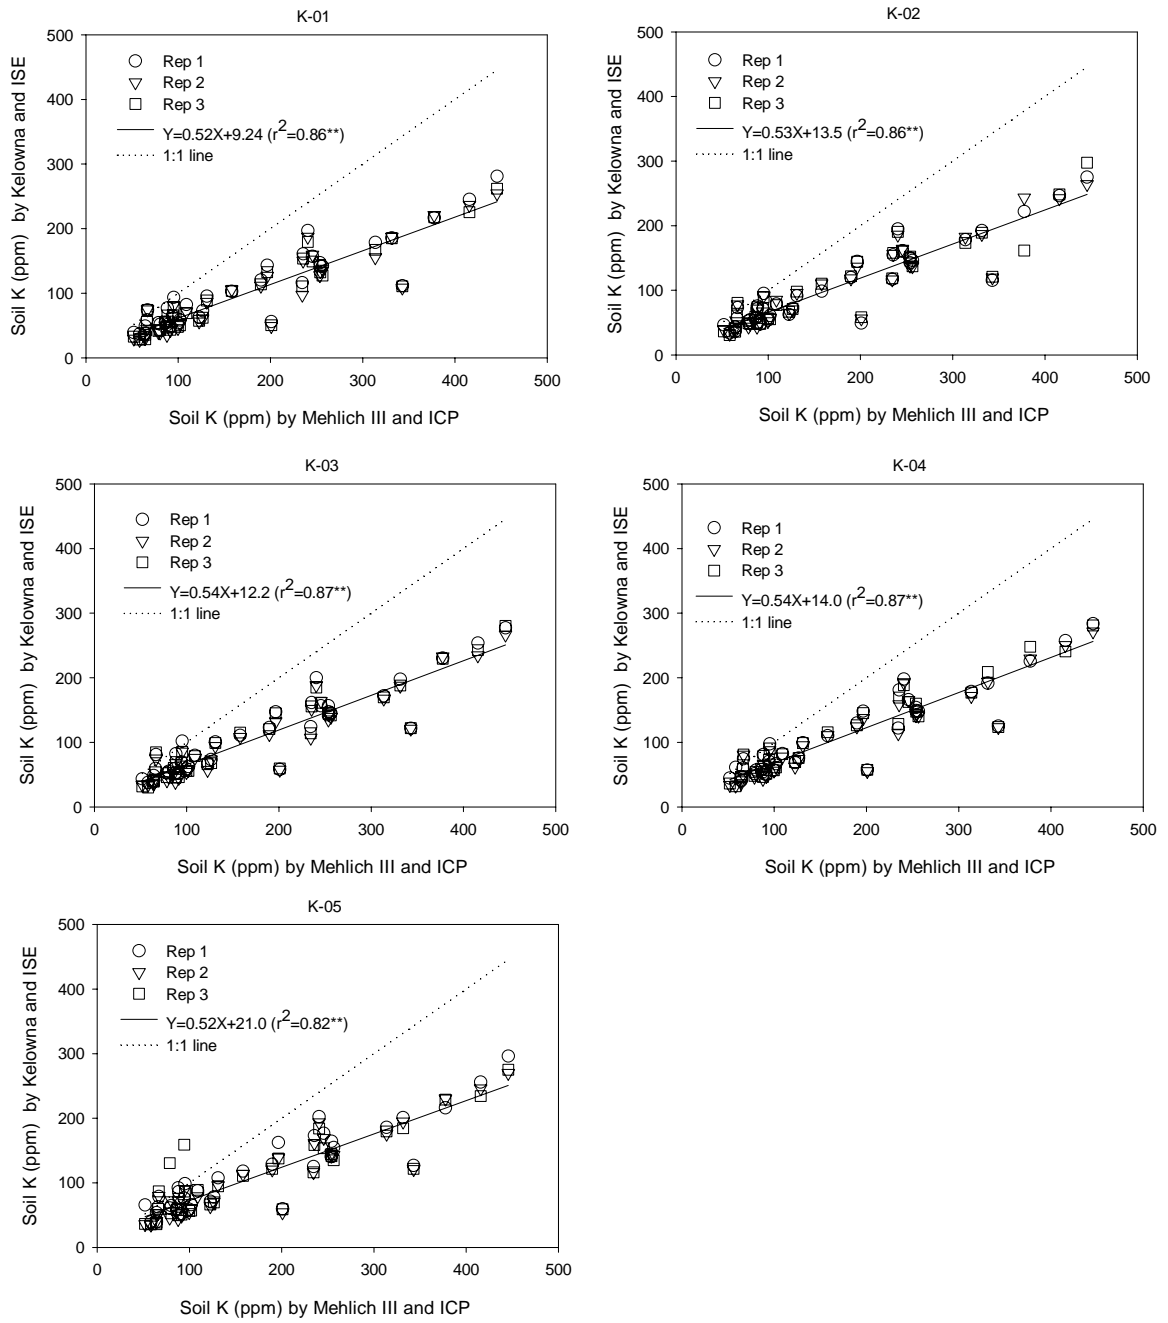 K-01
500
400
300
200
100
0
0 100 200 300 400 500
Soil K (ppm) by Kelowna and ISE
Rep 1
Rep 2
Rep 3
Y=0.52X+9.24 (r2=0.86**)
1:1 line
Soil K (ppm) by Mehlich III and ICP
K-02
500
400
300
200
100
0
0 100 200 300 400 500
Soil K (ppm) by Kelowna and ISE
Rep 1
Rep 2
Rep 3
Y=0.53X+13.5 (r2=0.86**)
1:1 line
Soil K (ppm) by Mehlich III and ICP
K-03
500
400
300
200
100
0
0 100 200 300 400 500
Soil K (ppm) by Kelowna and ISE
Rep 1
Rep 2
Rep 3
Y=0.54X+12.2 (r2=0.87**)
1:1 line
Soil K (ppm) by Mehlich III and ICP
K-04
500
400
300
200
100
0
0 100 200 300 400 500
Soil K (ppm) by Kelowna and ISE
Rep 1
Rep 2
Rep 3
Y=0.54X+14.0 (r2=0.87**)
1:1 line
Soil K (ppm) by Mehlich III and ICP
K-05
500
400
300
200
100
0
0 100 200 300 400 500
Soil K (ppm) by Kelowna and ISE
Rep 1
Rep 2
Rep 3
Y=0.52X+21.0 (r2=0.82**)
1:1 line
Soil K (ppm) by Mehlich III and ICP